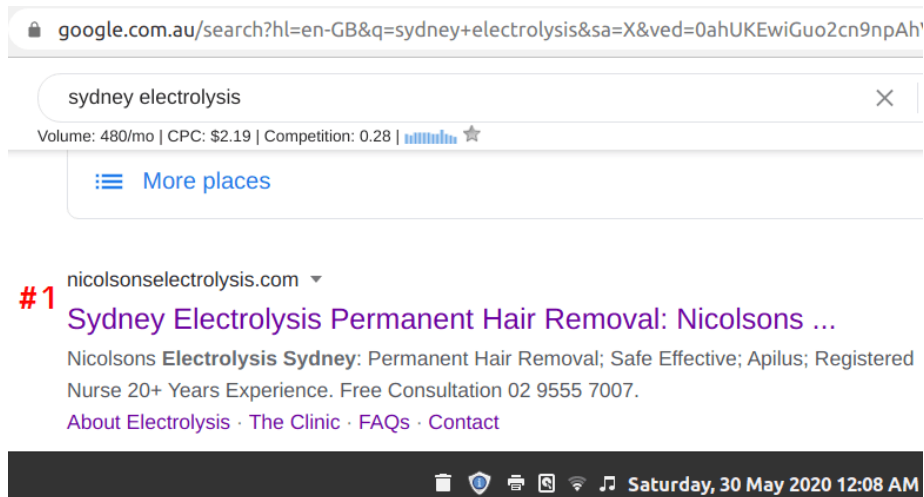 google.com.au/search?hl=en-GB&q=sydney+electrolysis&sa=X&ved=0ahUKEwiGuo2cn9npAh
sydney electrolysis
Volume: 480/mo | CPC: $2.19 | Competition: 0.28 |
More places
nicolsonselectrolysis.com
#1
Sydney Electrolysis Permanent Hair Removal: Nicolsons ...
Nicolsons Electrolysis Sydney: Permanent Hair Removal; Safe Effective; Apilus; Registered
Nurse 20+ Years Experience. Free Consultation 02 9555 7007.
About Electrolysis · The Clinic · FAQs · Contact
Saturday, 30 May 2020 12:08 AM